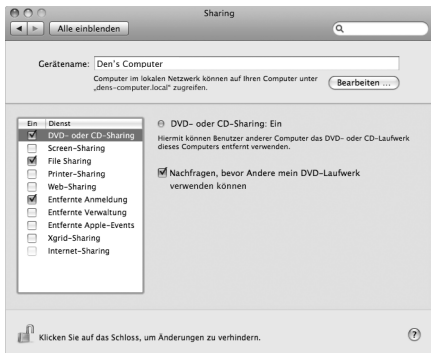 Sharing
Alle einblenden
Gerätename: Den's Computer
Computer im lokalen Netzwerk können auf Ihren Computer unter
„dens-computer.local“ zugreifen.
Bearbeiten ...
Ein Dienst
DVD- oder CD-Sharing
Screen-Sharing
File Sharing
Printer-Sharing
Web-Sharing
Entfernte Anmeldung
Entfernte Verwaltung
Entfernte Apple-Events
Xgrid-Sharing
Internet-Sharing
DVD- oder CD-Sharing: Ein
Hiermit können Benutzer anderer Computer das DVD- oder CD-Laufwerk
dieses Computers entfernt verwenden.
Nachfragen, bevor Andere mein DVD-Laufwerk
verwenden können
Klicken Sie auf das Schloss, um Änderungen zu verhindern.
?